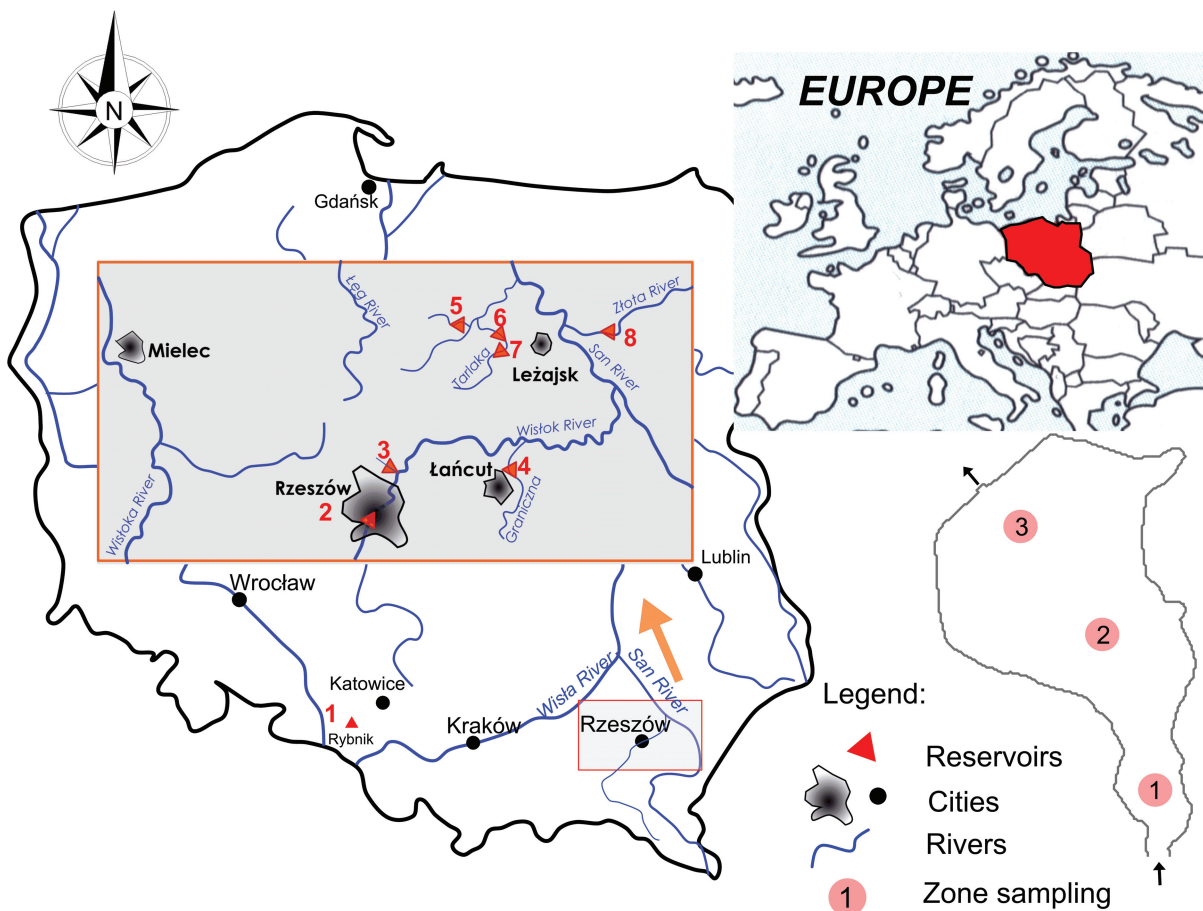 N
EUROPE
Gdańsk
Łęg River
Złota River
5
6
7
8
Mielec
Tarlaka
Leżajsk
San River
Wisłok River
3
Łańcut
4
Rzeszów
2
Graniczna
Wisłoka River
Lublin
Wrocław
Katowice
1
Rybnik
Kraków
Wisła River
San River
Rzeszów
3
2
1
Legend:
Reservoirs
Cities
Rivers
1
Zone sampling